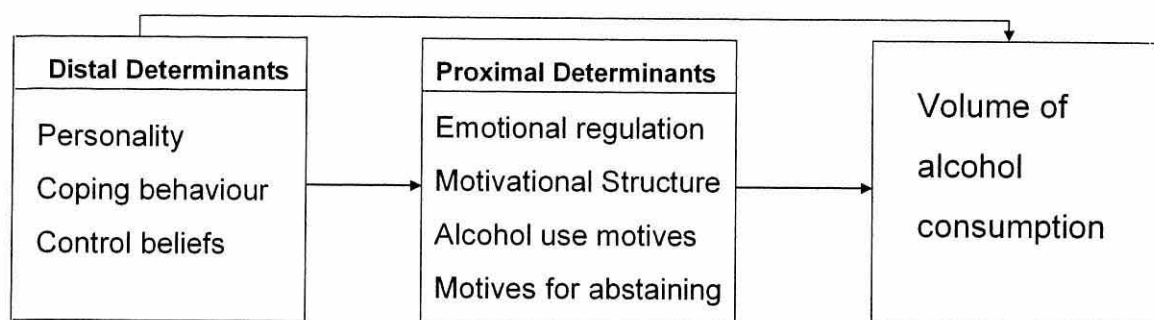 Distal Determinants
Personality
Coping behaviour
Control beliefs
Proximal Determinants
Emotional regulation
Motivational Structure
Alcohol use motives
Motives for abstaining
Volume of
alcohol
consumption